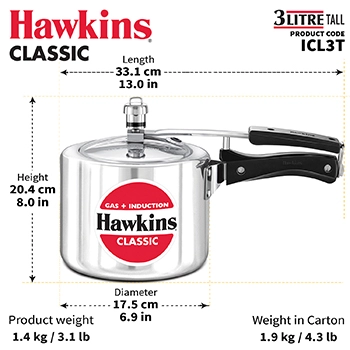 Hawkins
CLASSIC
3 LITRE TALL
PRODUCT CODE
ICL3T
Length
33.1 cm
13.0 in
Height
20.4 cm
8.0 in
GAS + INDUCTION
Hawkins
CLASSIC
Diameter
17.5 cm
6.9 in
Product weight
1.4 kg / 3.1 lb
Weight in Carton
1.9 kg / 4.3 lb